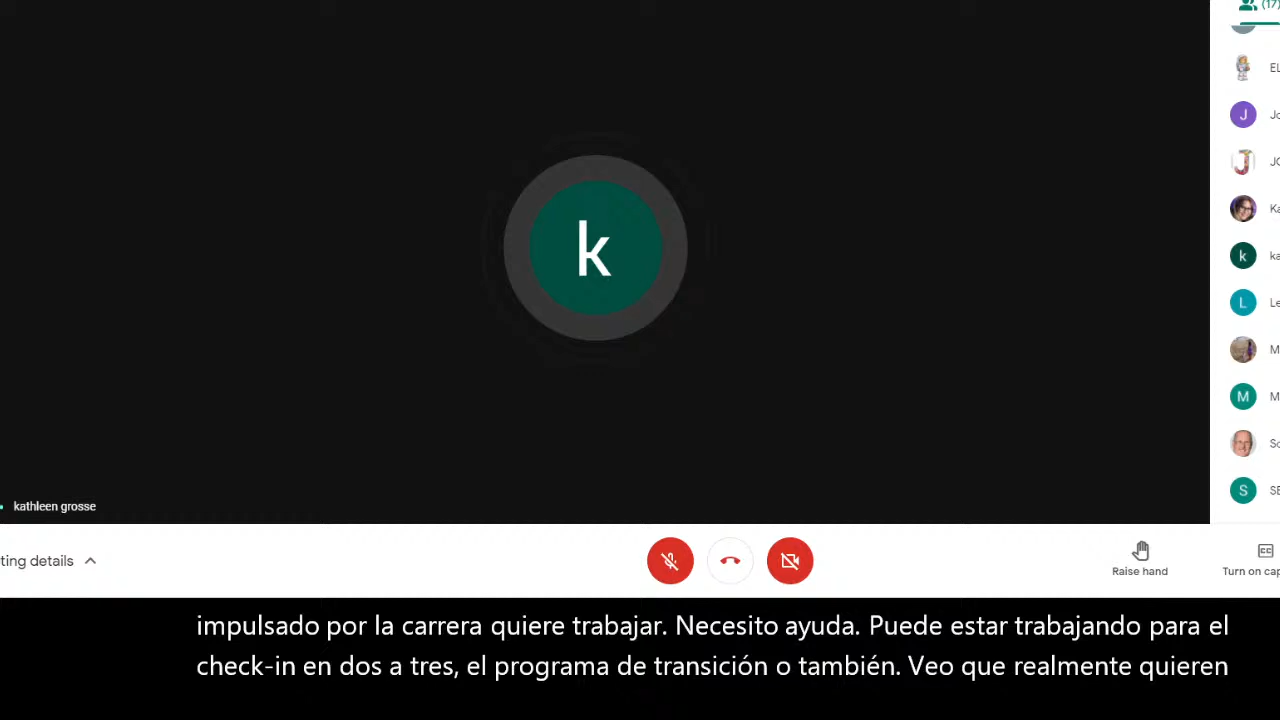 (17)
k
J
k
L
M
S
kathleen grosse
ting details
Raise hand
Turn on cap
impulsado por la carrera quiere trabajar. Necesito ayuda. Puede estar trabajando para el
check-in en dos a tres, el programa de transición o también. Veo que realmente quieren